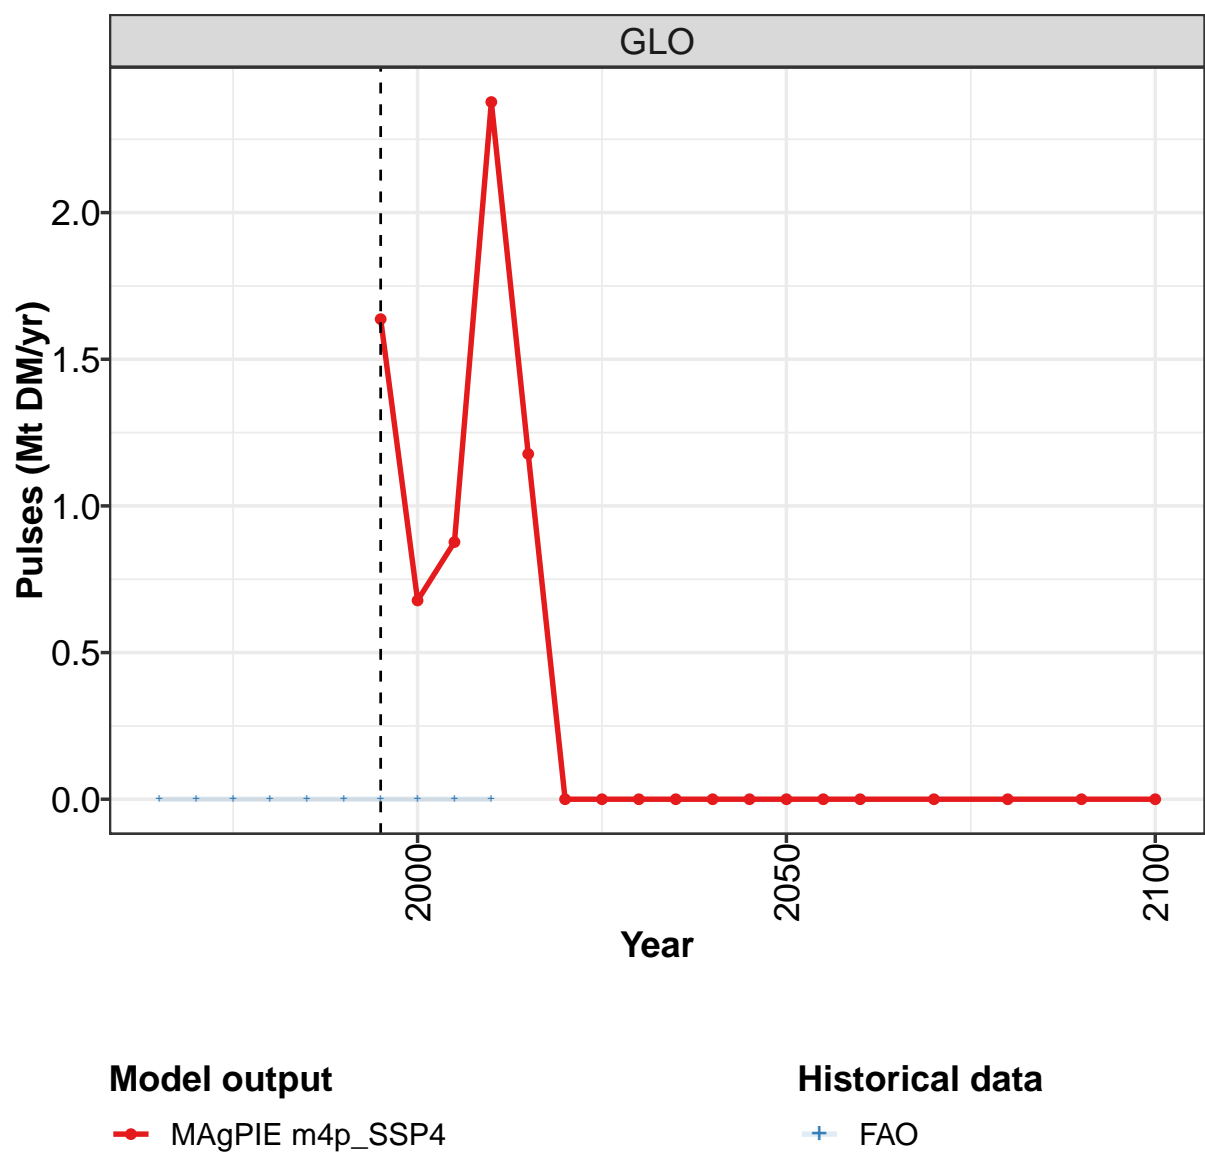 GLO
Pulses (Mt DM/yr)
2.0
1.5
1.0
0.5
0.0
2000
2050
2100
Year
Model output
MAgPIE m4p_SSP4
Historical data
FAO